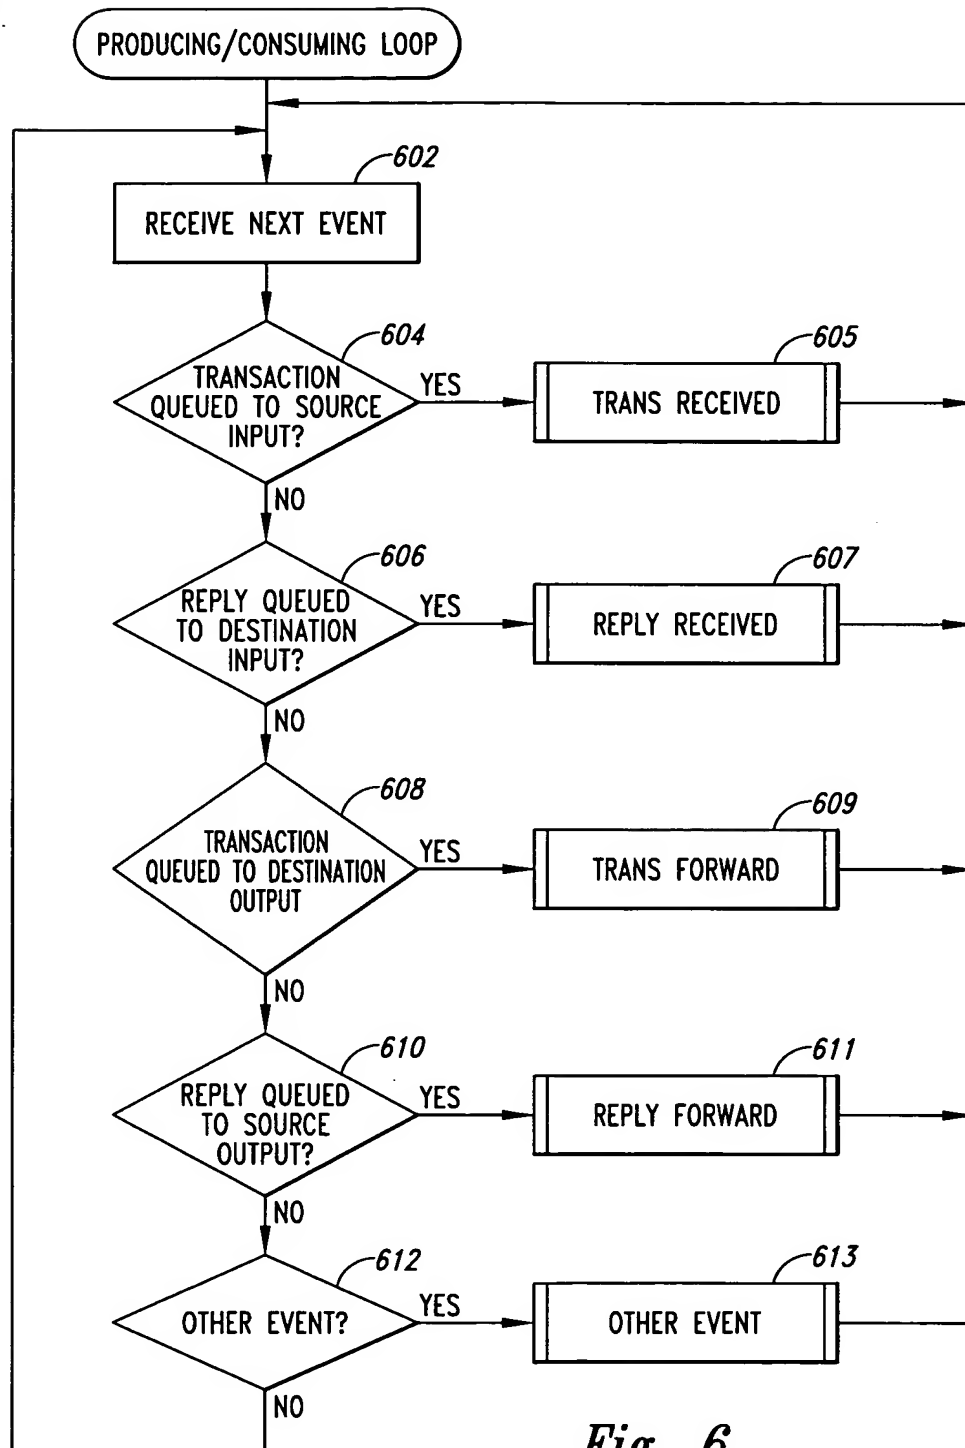 PRODUCING/CONSUMING LOOP
602
RECEIVE NEXT EVENT
604
TRANSACTION
QUEUED TO SOURCE
INPUT?
YES
605
TRANS RECEIVED
NO
606
REPLY QUEUED
TO DESTINATION
INPUT?
YES
607
REPLY RECEIVED
NO
608
TRANSACTION
QUEUED TO DESTINATION
OUTPUT
YES
609
TRANS FORWARD
NO
610
REPLY QUEUED
TO SOURCE
OUTPUT?
YES
611
REPLY FORWARD
NO
612
OTHER EVENT?
YES
613
OTHER EVENT
NO
Fig. 6